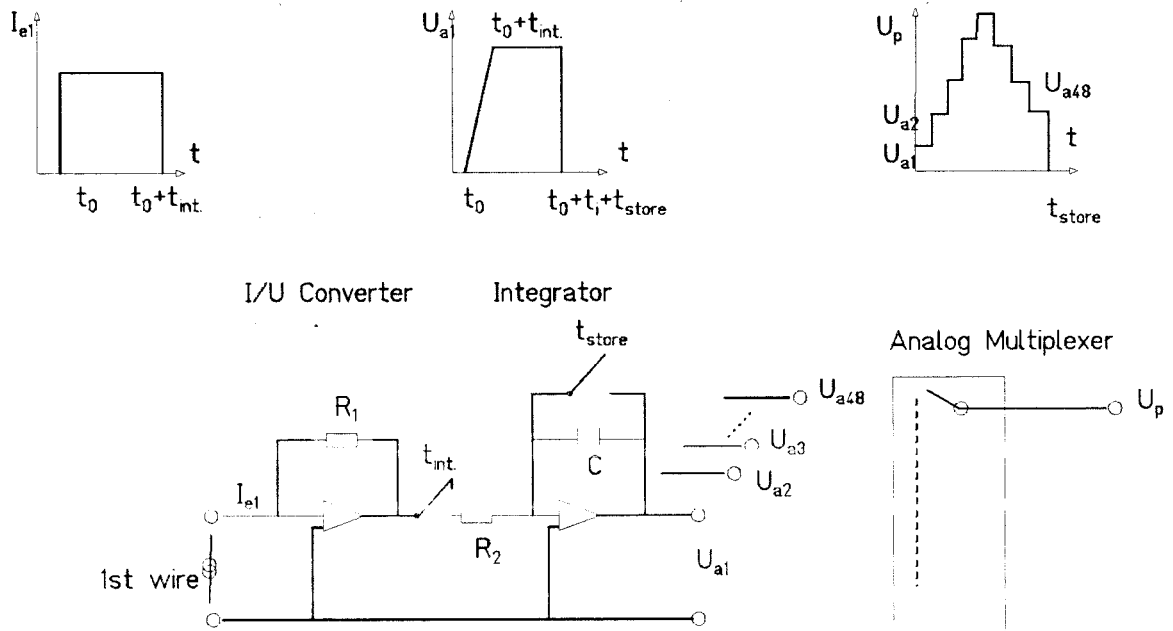 I_e1
t
t_0
t_0+t_int.
U_a1
t_0+t_int.
t
t_0
t_0+t_i+t_store
U_p
U_a2
U_a1
U_a48
t
t_store
I/U Converter
Integrator
t_store
Analog Multiplexer
R_1
t_int.
C
U_a48
U_a3
U_a2
U_p
I_e1
R_2
1st wire
U_a1